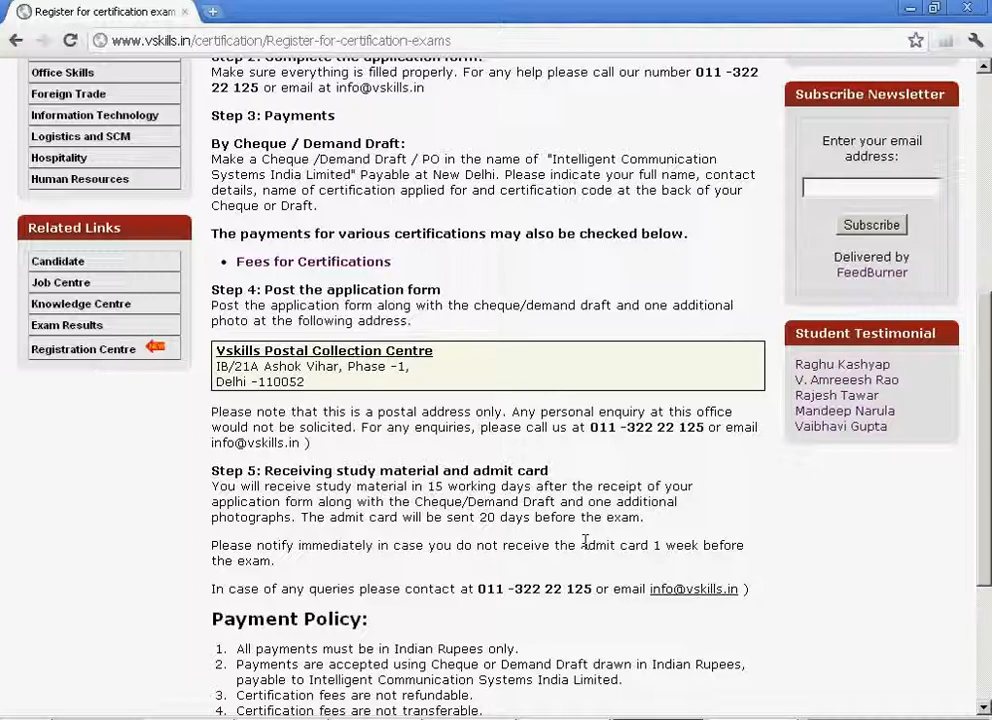 Register for certification exam
www.vskills.in/certification/Register-for-certification-exams
Office Skills
Foreign Trade
Information Technology
Logistics and SCM
Hospitality
Human Resources
Related Links
Candidate
Job Centre
Knowledge Centre
Exam Results
Registration Centre
Step 2: Complete the application form:
Make sure everything is filled properly. For any help please call our number 011 -322
22 125 or email at info@vskills.in
Step 3: Payments
By Cheque / Demand Draft:
Make a Cheque /Demand Draft / PO in the name of "Intelligent Communication
Systems India Limited" Payable at New Delhi. Please indicate your full name, contact
details, name of certification applied for and certification code at the back of your
Cheque or Draft.
The payments for various certifications may also be checked below.
• Fees for Certifications
Step 4: Post the application form
Post the application form along with the cheque/demand draft and one additional
photo at the following address.
Vskills Postal Collection Centre
IB/21A Ashok Vihar, Phase -1,
Delhi -110052
Please note that this is a postal address only. Any personal enquiry at this office
would not be solicited. For any enquiries, please call us at 011 -322 22 125 or email
info@vskills.in )
Step 5: Receiving study material and admit card
You will receive study material in 15 working days after the receipt of your
application form along with the Cheque/Demand Draft and one additional
photographs. The admit card will be sent 20 days before the exam.
Please notify immediately in case you do not receive the admit card 1 week before
the exam.
In case of any queries please contact at 011 -322 22 125 or email info@vskills.in )
Payment Policy:
1. All payments must be in Indian Rupees only.
2. Payments are accepted using Cheque or Demand Draft drawn in Indian Rupees,
payable to Intelligent Communication Systems India Limited.
3. Certification fees are not refundable.
4. Certification fees are not transferable.
Subscribe Newsletter
Enter your email
address:
Subscribe
Delivered by
FeedBurner
Student Testimonial
Raghu Kashyap
V. Amreeesh Rao
Rajesh Tawar
Mandeep Narula
Vaibhavi Gupta